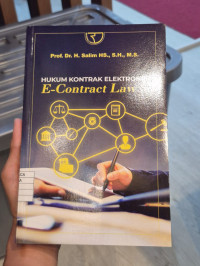 Prof. Dr. H. Salim HS., S.H., M.S.
HUKUM KONTRAK ELEKTRONIK
E-Contract Law